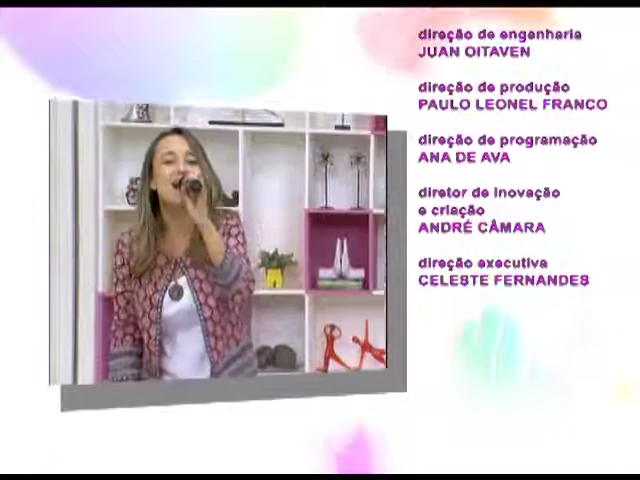 direção de engenharia
JUAN OITAVEN
direção de produção
PAULO LEONEL FRANCO
direção de programação
ANA DE AVA
diretor de inovação
e criação
ANDRÉ CÂMARA
direção executiva
CELESTE FERNANDES